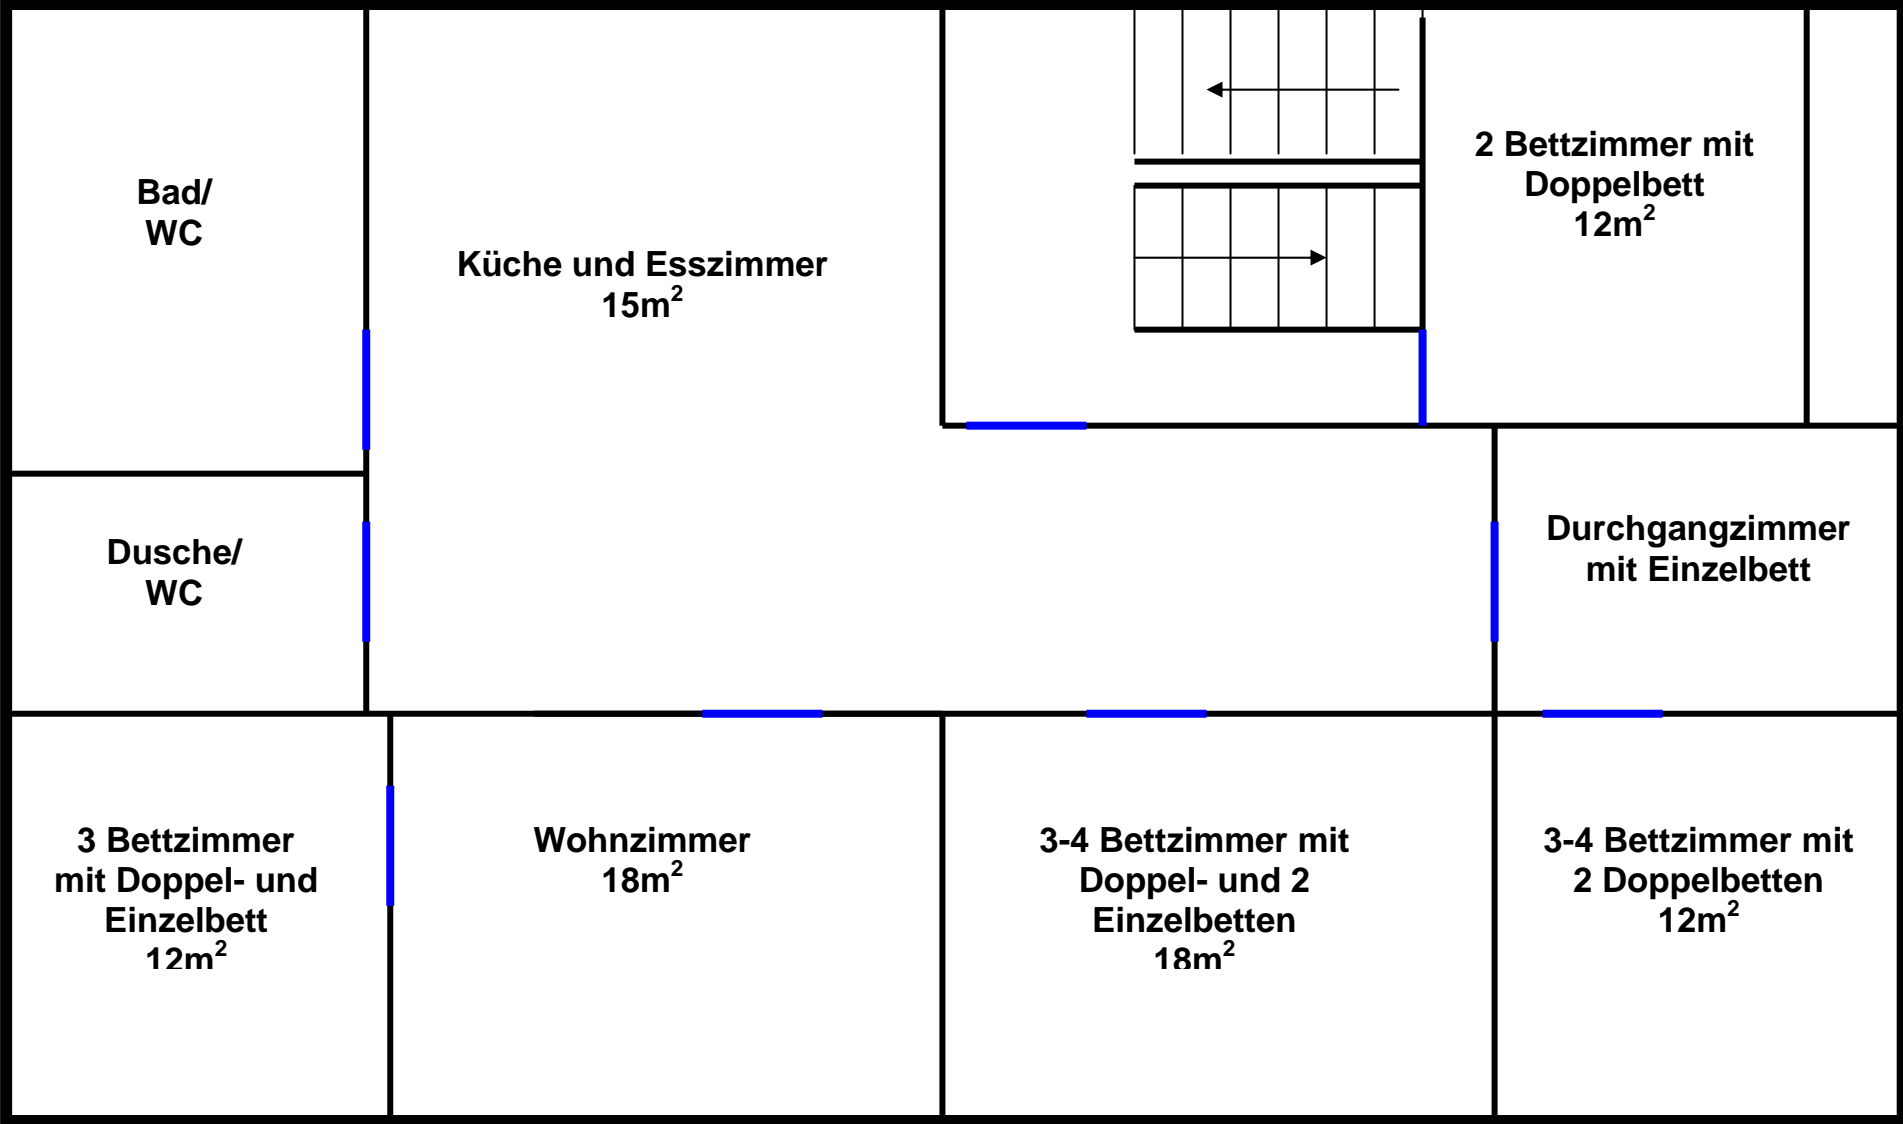 Bad/
WC
Küche und Esszimmer
15m²
2 Bettzimmer mit
Doppelbett
12m²
Dusche/
WC
Durchgangzimmer
mit Einzelbett
3 Bettzimmer
mit Doppel- und
Einzelbett
12m²
Wohnzimmer
18m²
3-4 Bettzimmer mit
Doppel- und 2
Einzelbetten
18m²
3-4 Bettzimmer mit
2 Doppelbetten
12m²